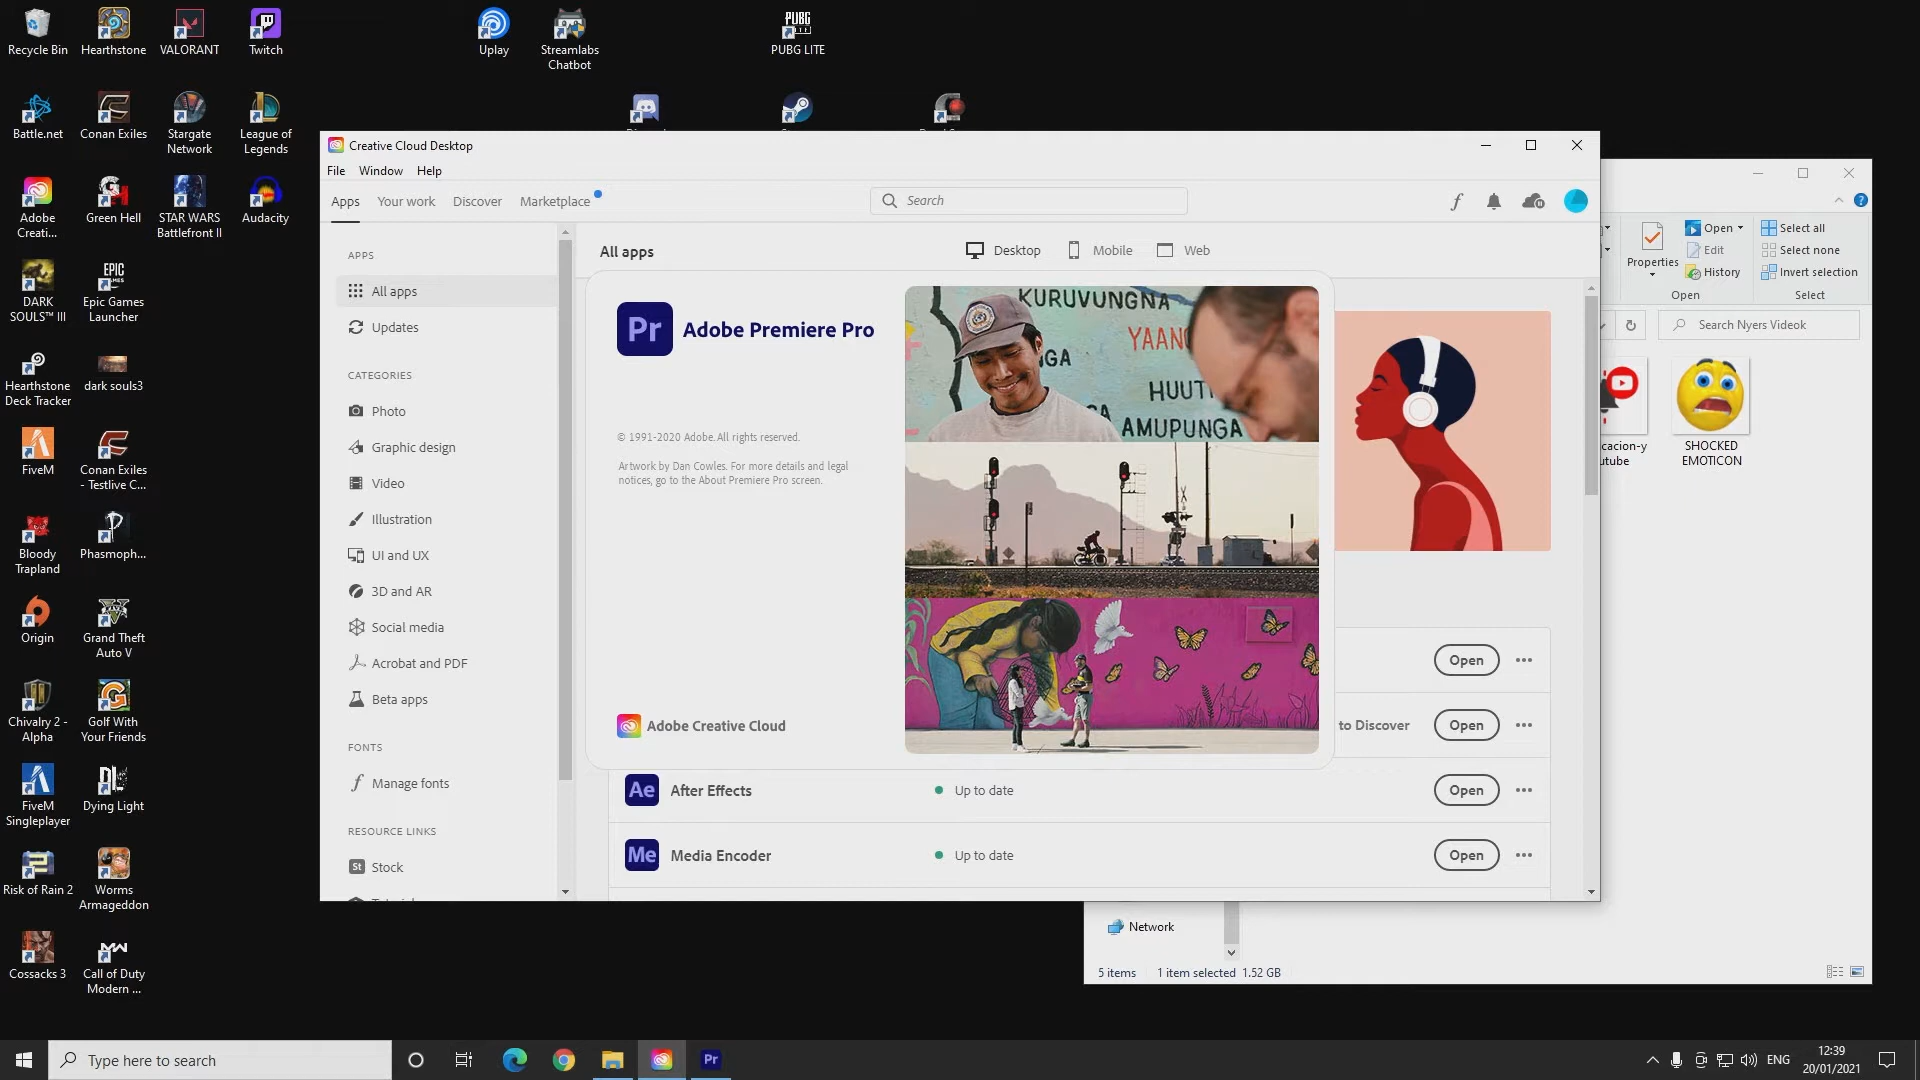 Recycle Bin
Hearthstone
VALORANT
Twitch
Uplay
Streamlabs
Chatbot
PUBG LITE
Battle.net
Conan Exiles
Stargate
Network
League of
Legends
Adobe
Creati...
Green Hell
STAR WARS
Battlefront II
Audacity
DARK
SOULS™ III
Epic Games
Launcher
Hearthstone
Deck Tracker
dark souls3
FiveM
Conan Exiles
- Testlive C...
Bloody
Trapland
Phasmoph...
Origin
Grand Theft
Auto V
Chivalry 2 -
Alpha
Golf With
Your Friends
FiveM
Singleplayer
Dying Light
Risk of Rain 2
Worms
Armageddon
Cossacks 3
Call of Duty
Modern ...
Creative Cloud Desktop
File Window Help
Apps Your work Discover Marketplace
Search
APPS
All apps
Updates
CATEGORIES
Photo
Graphic design
Video
Illustration
UI and UX
3D and AR
Social media
Acrobat and PDF
Beta apps
FONTS
Manage fonts
RESOURCE LINKS
St Stock
All apps
Desktop Mobile Web
Pr Adobe Premiere Pro
© 1991-2020 Adobe. All rights reserved.
Artwork by Dan Cowles. For more details and legal
notices, go to the About Premiere Pro screen.
Adobe Creative Cloud
KURUVUNGNA
HUUT
AMUPUNGA
Open
to Discover Open
Ae After Effects Up to date Open
Me Media Encoder Up to date Open
Properties
Open
Edit
History
Open
Select all
Select none
Invert selection
Select
Search Nyers Videok
SHOCKED
EMOTICON
Network
5 items 1 item selected 1.52 GB
Type here to search
Pr
ENG
12:39
20/01/2021